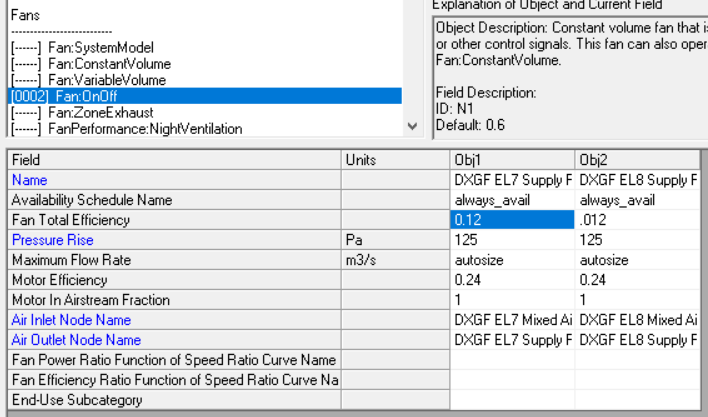 Fans
-------------------------
[------] Fan:SystemModel
[------] Fan:ConstantVolume
[------] Fan:VariableVolume
[0002] Fan:OnOff
[------] Fan:ZoneExhaust
[------] FanPerformance:NightVentilation
Explanation of Object and Current Field
Object Description: Constant volume fan that is
or other control signals. This fan can also oper
Fan:ConstantVolume.
Field Description:
ID: N1
Default: 0.6
Field Units Obj1 Obj2
Name DXGF EL7 Supply F DXGF EL8 Supply F
Availability Schedule Name always_avail always_avail
Fan Total Efficiency 0.12 .012
Pressure Rise Pa 125 125
Maximum Flow Rate m3/s autosize autosize
Motor Efficiency 0.24 0.24
Motor In Airstream Fraction 1 1
Air Inlet Node Name DXGF EL7 Mixed Ai DXGF EL8 Mixed Ai
Air Outlet Node Name DXGF EL7 Supply F DXGF EL8 Supply F
Fan Power Ratio Function of Speed Ratio Curve Name
Fan Efficiency Ratio Function of Speed Ratio Curve Na
End-Use Subcategory